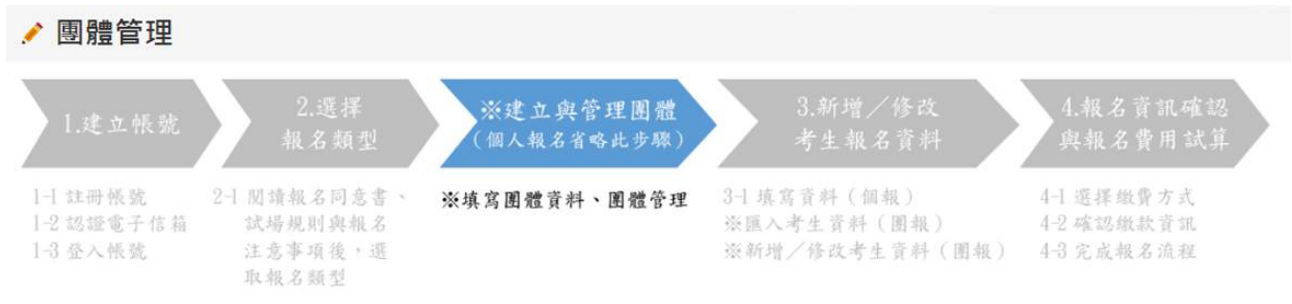 團體管理
1.建立帳號
2.選擇
報名類型
※建立與管理團體
(個人報名省略此步驟)
3.新增／修改
考生報名資料
4.報名資訊確認
與報名費用試算
1-1 註冊帳號
1-2 認證電子信箱
1-3 登入帳號
2-1 閱讀報名同意書、
試場規則與報名
注意事項後，選
取報名類型
※填寫團體資料、團體管理
3-1 填寫資料（個報）
※匯入考生資料（團報）
※新增／修改考生資料（團報）
4-1 選擇繳費方式
4-2 確認繳款資訊
4-3 完成報名流程